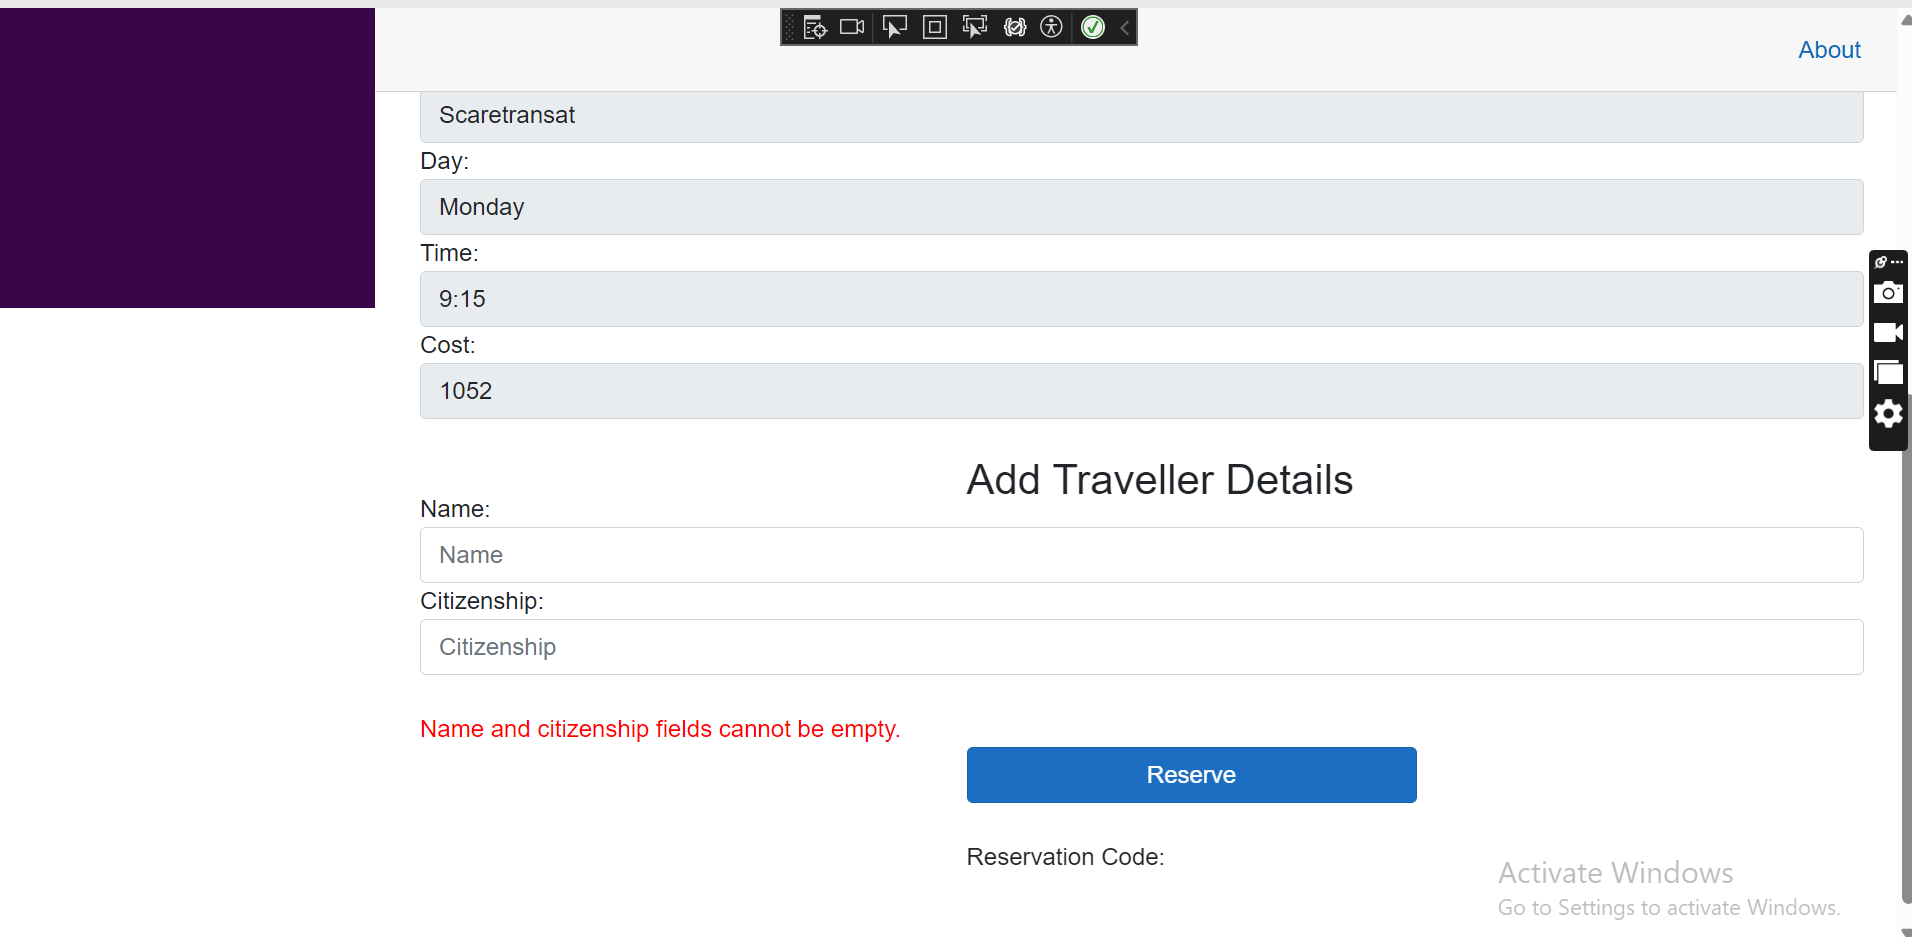 About
Scaretransat
Day:
Monday
Time:
9:15
Cost:
1052
Add Traveller Details
Name:
Name
Citizenship:
Citizenship
Name and citizenship fields cannot be empty.
Reserve
Reservation Code:
Activate Windows
Go to Settings to activate Windows.